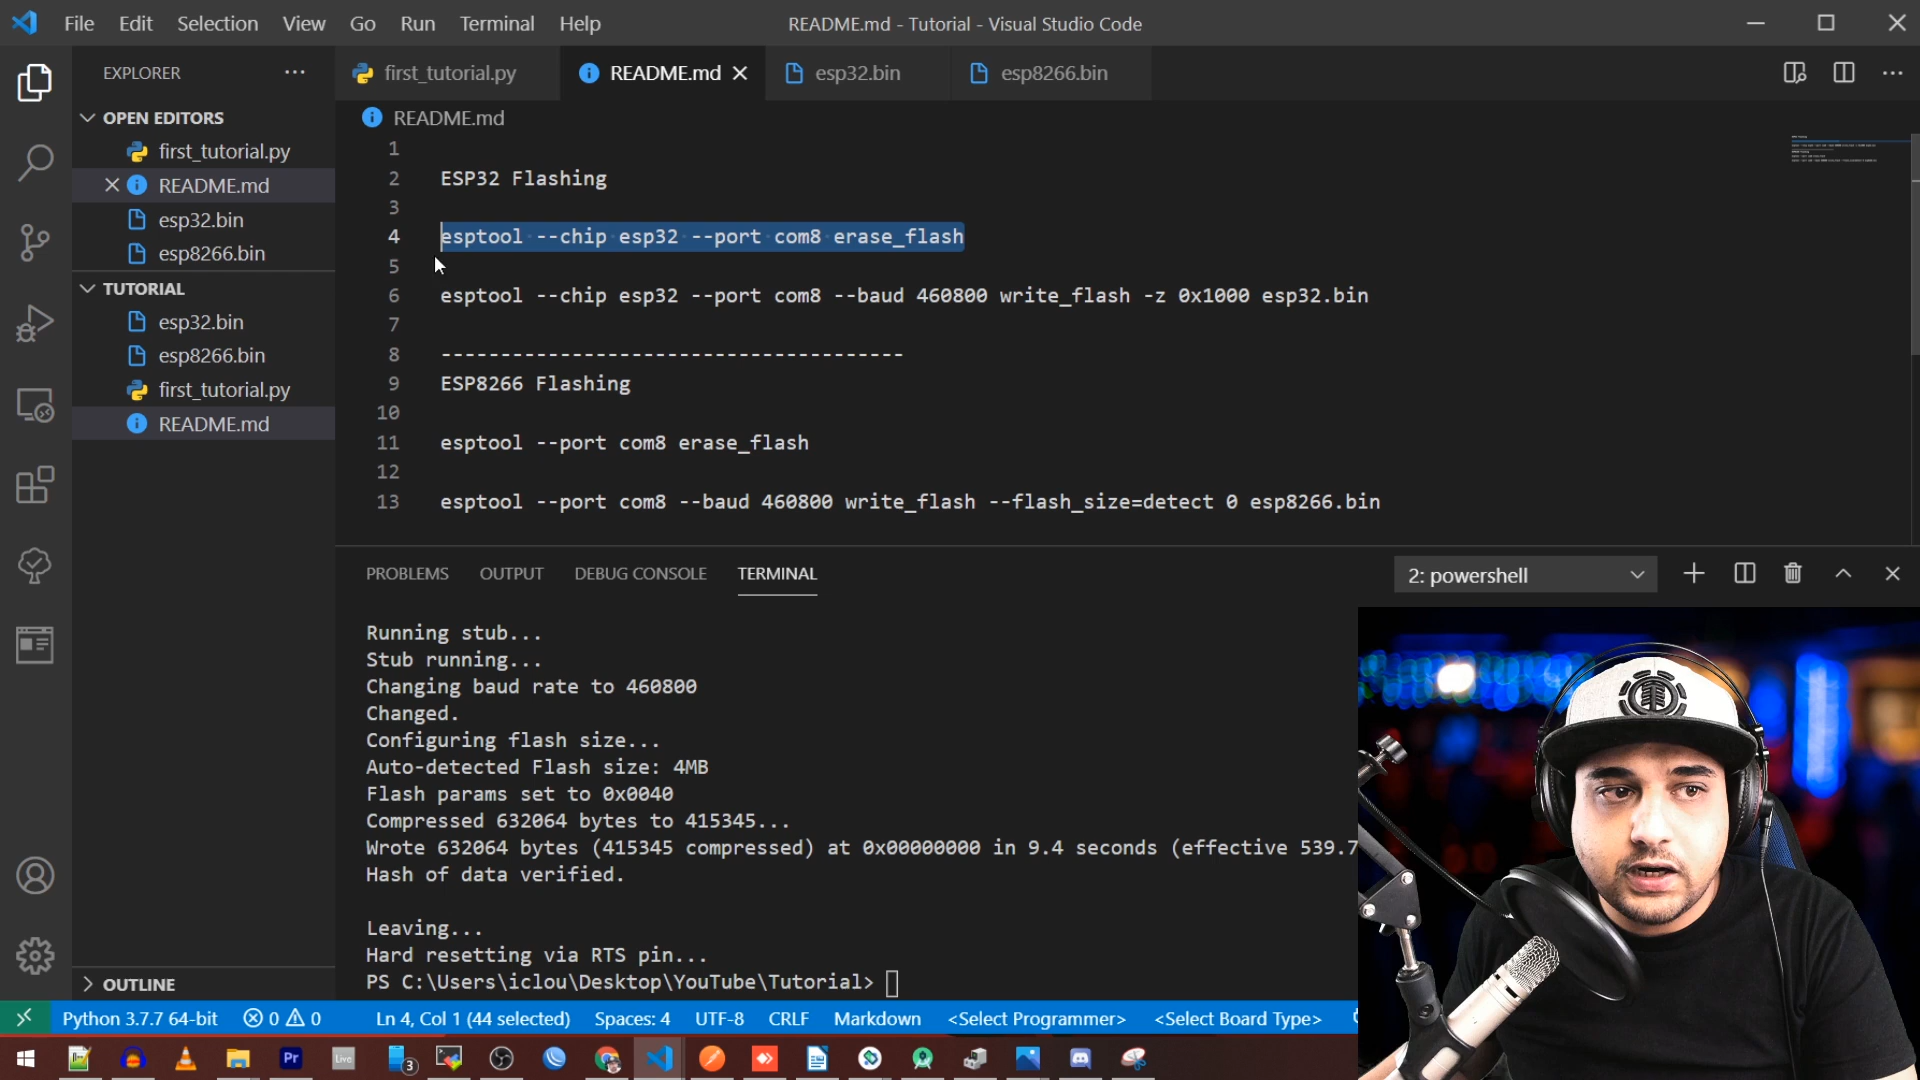 File Edit Selection View Go Run Terminal Help
README.md - Tutorial - Visual Studio Code
EXPLORER
first_tutorial.py
README.md
esp32.bin
esp8266.bin
OPEN EDITORS
first_tutorial.py
README.md
esp32.bin
esp8266.bin
TUTORIAL
esp32.bin
esp8266.bin
first_tutorial.py
README.md
OUTLINE
README.md
1
2 ESP32 Flashing
3
4 esptool --chip esp32 --port com8 erase_flash
5
6 esptool --chip esp32 --port com8 --baud 460800 write_flash -z 0x1000 esp32.bin
7
8 ---------------------------------------
9 ESP8266 Flashing
10
11 esptool --port com8 erase_flash
12
13 esptool --port com8 --baud 460800 write_flash --flash_size=detect 0 esp8266.bin
PROBLEMS OUTPUT DEBUG CONSOLE TERMINAL
2: powershell
Running stub...
Stub running...
Changing baud rate to 460800
Changed.
Configuring flash size...
Auto-detected Flash size: 4MB
Flash params set to 0x0040
Compressed 632064 bytes to 415345...
Wrote 632064 bytes (415345 compressed) at 0x00000000 in 9.4 seconds (effective 539.7
Hash of data verified.
Leaving...
Hard resetting via RTS pin...
PS C:\Users\iclou\Desktop\YouTube\Tutorial>
Python 3.7.7 64-bit 0 0 Ln 4, Col 1 (44 selected) Spaces: 4 UTF-8 CRLF Markdown <Select Programmer> <Select Board Type>
Pr Live 3